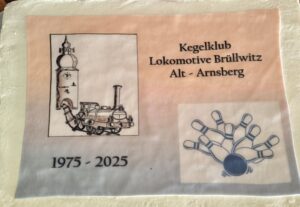 Kegelklub
Lokomotive Brüllwitz
Alt - Arnsberg
1975 - 2025